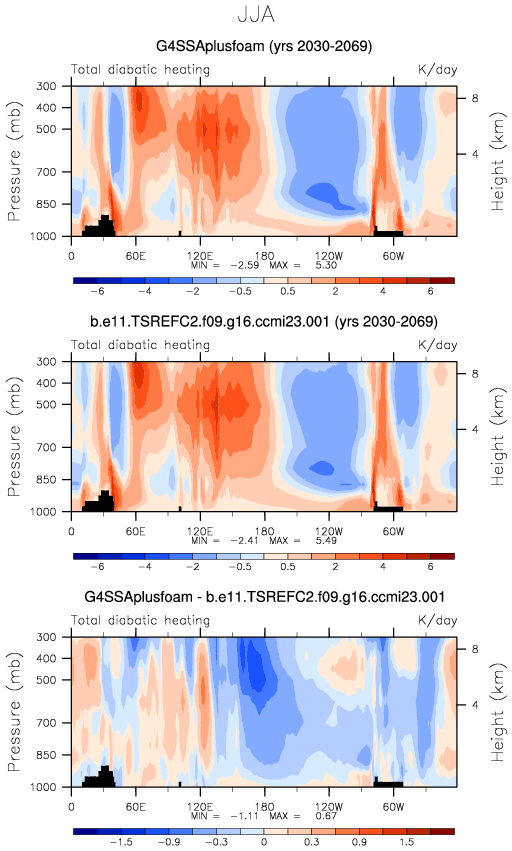 JJA
G4SSAplusfoam (yrs 2030-2069)
Total diabatic heating K/day
Pressure (mb)
Height (km)
300
400
500
700
850
1000
8
4
0 60E 120E 180 120W 60W
MIN = -2.59 MAX = 5.30
-6 -4 -2 -0.5 0.5 2 4 6
b.e11.TSREFC2.f09.g16.ccmi23.001 (yrs 2030-2069)
Total diabatic heating K/day
Pressure (mb)
Height (km)
300
400
500
700
850
1000
8
4
0 60E 120E 180 120W 60W
MIN = -2.41 MAX = 5.49
-6 -4 -2 -0.5 0.5 2 4 6
G4SSAplusfoam - b.e11.TSREFC2.f09.g16.ccmi23.001
Total diabatic heating K/day
Pressure (mb)
Height (km)
300
400
500
700
850
1000
8
4
0 60E 120E 180 120W 60W
MIN = -1.11 MAX = 0.67
-1.5 -0.9 -0.3 0 0.3 0.9 1.5